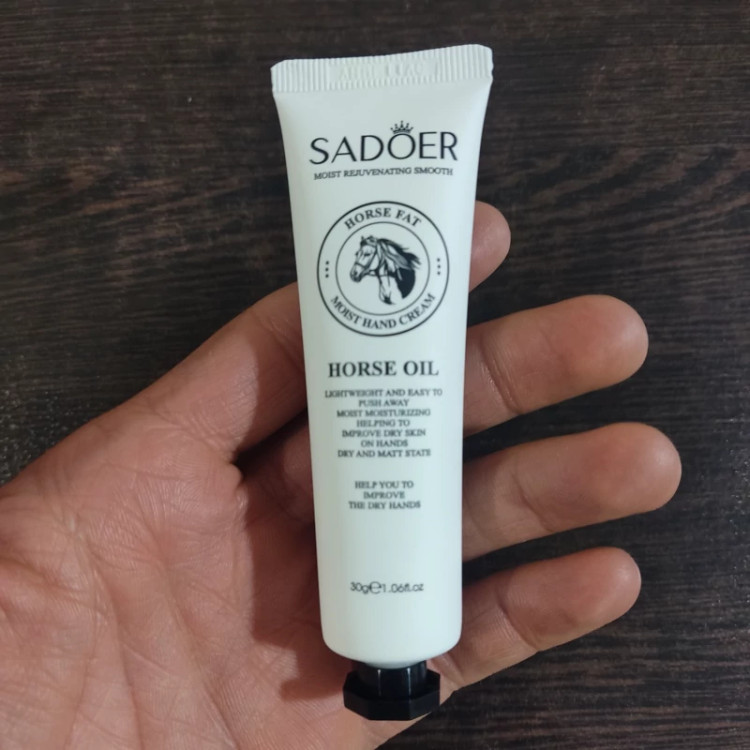 SADOER
MOIST REJUVENATING SMOOTH
HORSE FAT
MOIST HAND CREAM
HORSE OIL
LIGHTWEIGHT AND EASY TO
PUSH AWAY
MOIST MOISTURIZING
HELPING TO
IMPROVE DRY SKIN
ON HANDS
DRY AND MATT STATE
HELP YOU TO
IMPROVE
THE DRY HANDS
30g℮1.06fl.oz